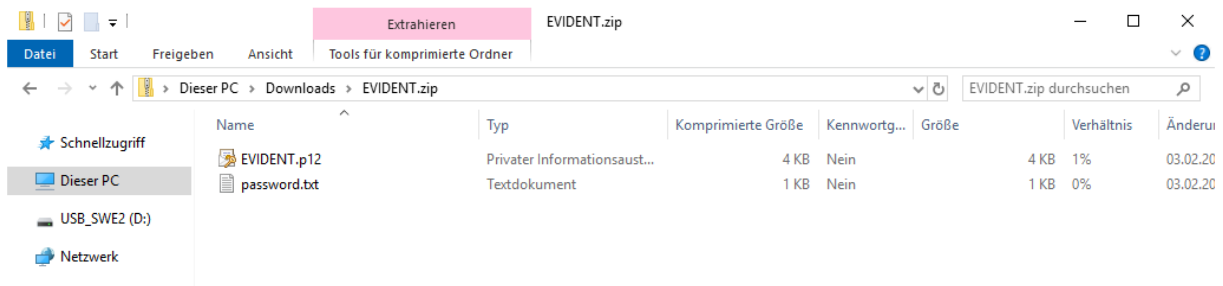 Extrahieren EVIDENT.zip
Datei Start Freigeben Ansicht Tools für komprimierte Ordner
Dieser PC > Downloads > EVIDENT.zip EVIDENT.zip durchsuchen
Name Typ Komprimierte Größe Kennwortg... Größe Verhältnis Änderu
Schnellzugriff
EVIDENT.p12 Privater Informationsaust... 4 KB Nein 4 KB 1% 03.02.20
Dieser PC
password.txt Textdokument 1 KB Nein 1 KB 0% 03.02.20
USB_SWE2 (D:)
Netzwerk